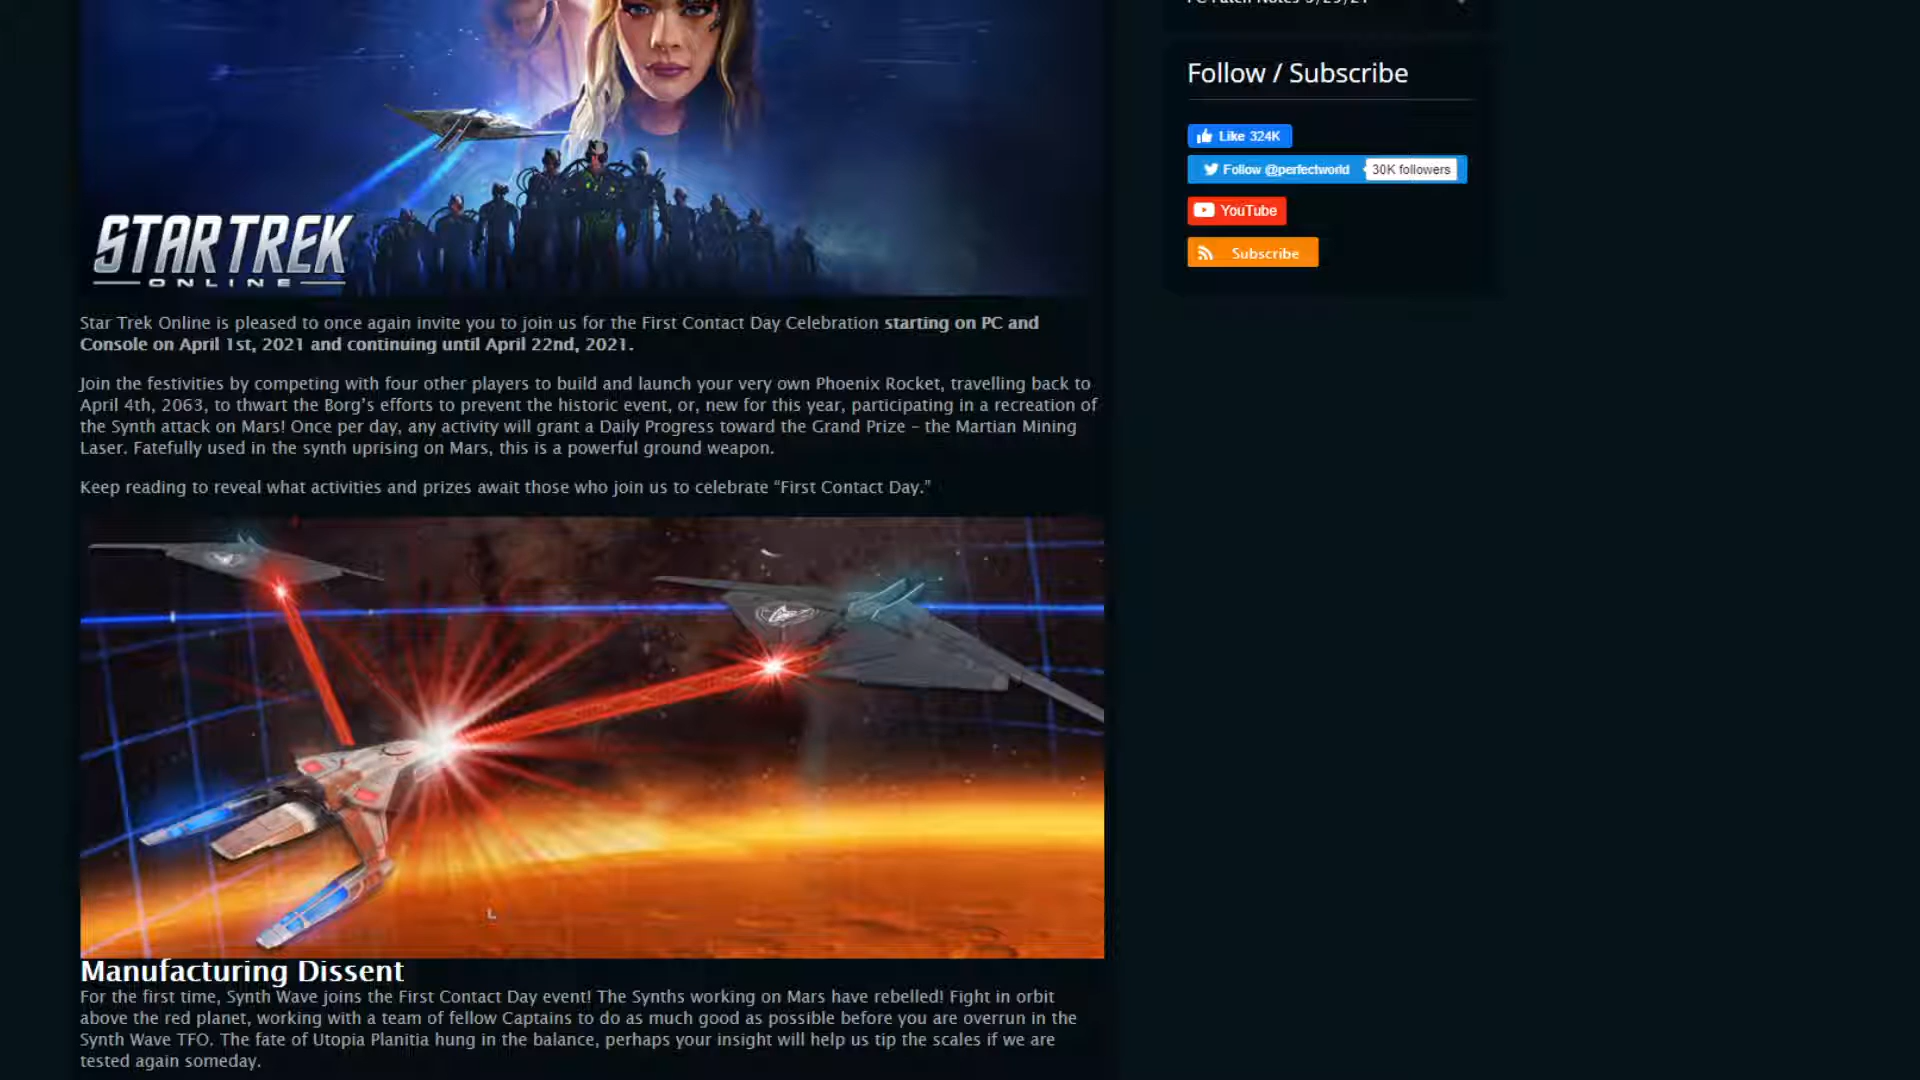 PC Patch Notes 3/25/21
Follow / Subscribe
Like 324K
Follow @perfectworld
30K followers
YouTube
Subscribe
STAR TREK
ONLINE
Star Trek Online is pleased to once again invite you to join us for the First Contact Day Celebration starting on PC and
Console on April 1st, 2021 and continuing until April 22nd, 2021.
Join the festivities by competing with four other players to build and launch your very own Phoenix Rocket, travelling back to
April 4th, 2063, to thwart the Borg’s efforts to prevent the historic event, or, new for this year, participating in a recreation of
the Synth attack on Mars! Once per day, any activity will grant a Daily Progress toward the Grand Prize – the Martian Mining
Laser. Fatefully used in the synth uprising on Mars, this is a powerful ground weapon.
Keep reading to reveal what activities and prizes await those who join us to celebrate “First Contact Day.”
Manufacturing Dissent
For the first time, Synth Wave joins the First Contact Day event! The Synths working on Mars have rebelled! Fight in orbit
above the red planet, working with a team of fellow Captains to do as much good as possible before you are overrun in the
Synth Wave TFO. The fate of Utopia Planitia hung in the balance, perhaps your insight will help us tip the scales if we are
tested again someday.